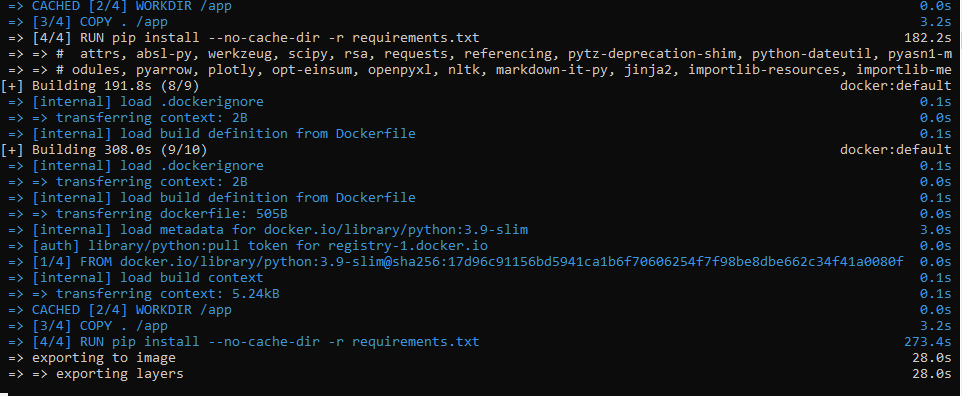 => CACHED [2/4] WORKDIR /app 0.0s
=> [3/4] COPY . /app 3.2s
=> [4/4] RUN pip install --no-cache-dir -r requirements.txt 182.2s
=> => #  attrs, absl-py, werkzeug, scipy, rsa, requests, referencing, pytz-deprecation-shim, python-dateutil, pyasn1-m
=> => # odules, pyarrow, plotly, opt-einsum, openpyxl, nltk, markdown-it-py, jinja2, importlib-resources, importlib-me
[+] Building 191.8s (8/9) docker:default
=> [internal] load .dockerignore 0.1s
=> => transferring context: 2B 0.0s
=> [internal] load build definition from Dockerfile 0.1s
[+] Building 308.0s (9/10) docker:default
=> [internal] load .dockerignore 0.1s
=> => transferring context: 2B 0.0s
=> [internal] load build definition from Dockerfile 0.1s
=> => transferring dockerfile: 505B 0.0s
=> [internal] load metadata for docker.io/library/python:3.9-slim 3.0s
=> [auth] library/python:pull token for registry-1.docker.io 0.0s
=> [1/4] FROM docker.io/library/python:3.9-slim@sha256:17d96c91156bd5941ca1b6f70606254f7f98be8dbe662c34f41a0080f 0.0s
=> [internal] load build context 0.1s
=> => transferring context: 5.24kB 0.1s
=> CACHED [2/4] WORKDIR /app 0.0s
=> [3/4] COPY . /app 3.2s
=> [4/4] RUN pip install --no-cache-dir -r requirements.txt 273.4s
=> exporting to image 28.0s
=> => exporting layers 28.0s